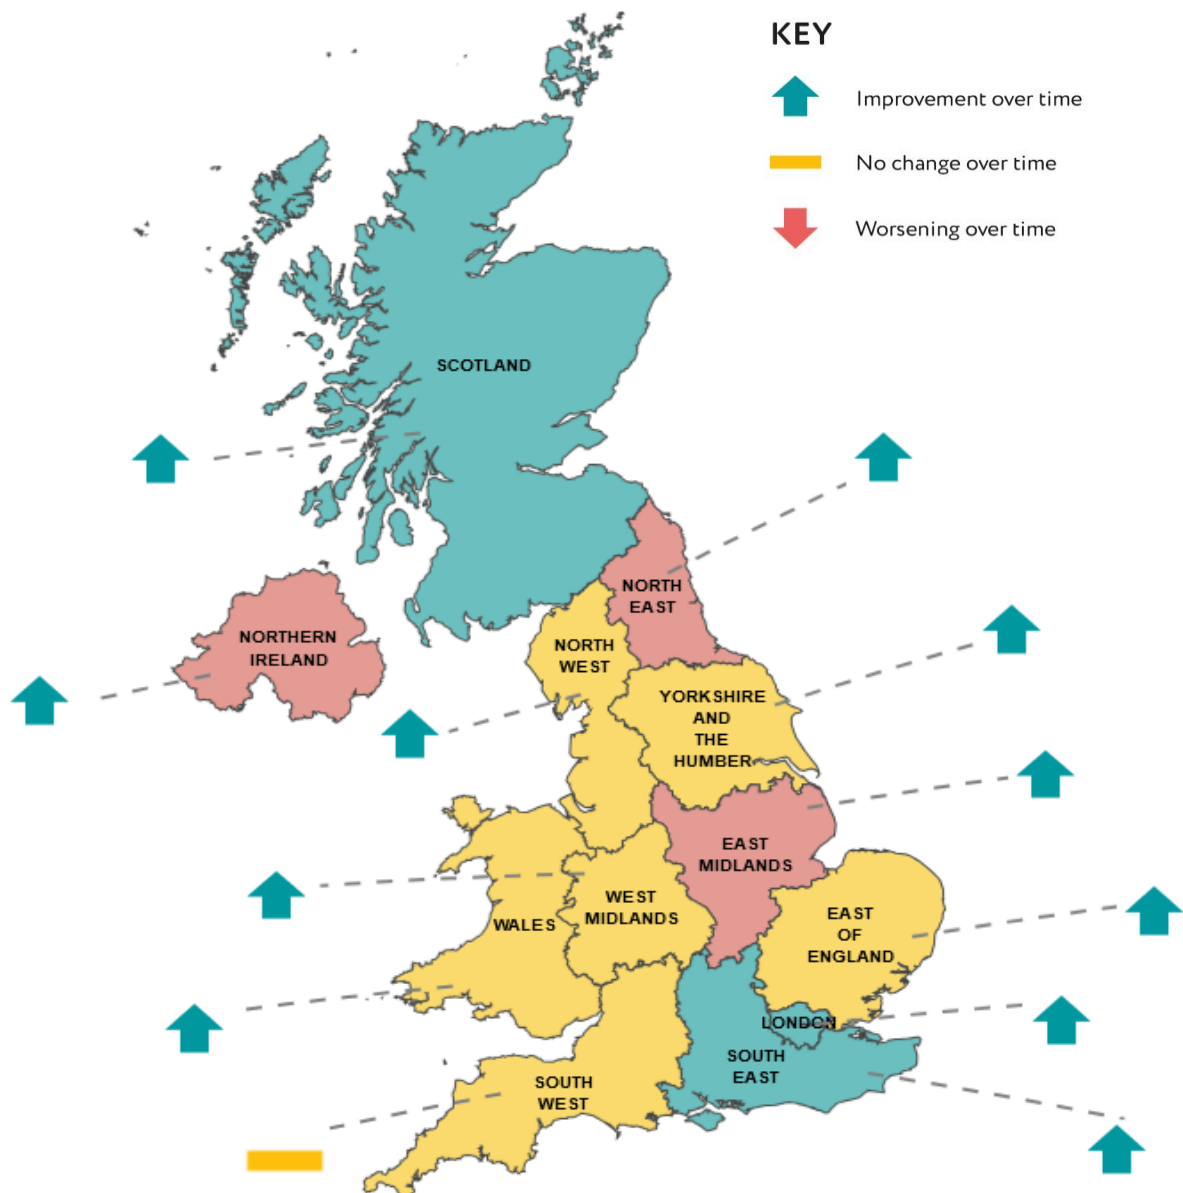 KEY
Improvement over time
No change over time
Worsening over time
SCOTLAND
NORTH
EAST
NORTHERN
IRELAND
NORTH
WEST
YORKSHIRE
AND
THE
HUMBER
EAST
MIDLANDS
WEST
MIDLANDS
WALES
EAST
OF
ENGLAND
LONDON
SOUTH
EAST
SOUTH
WEST